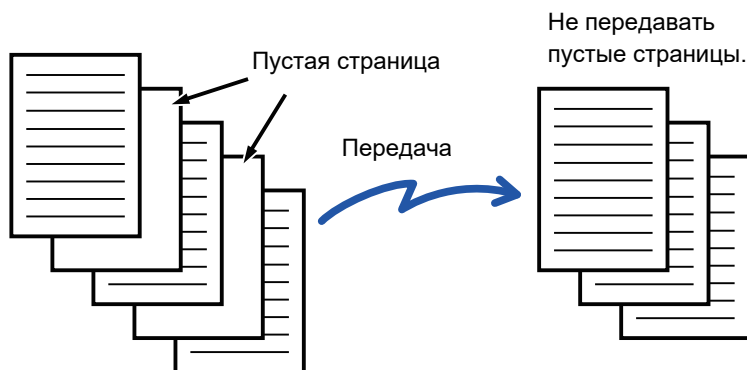 Пустая страница
Передача
Не передавать
пустые страницы.